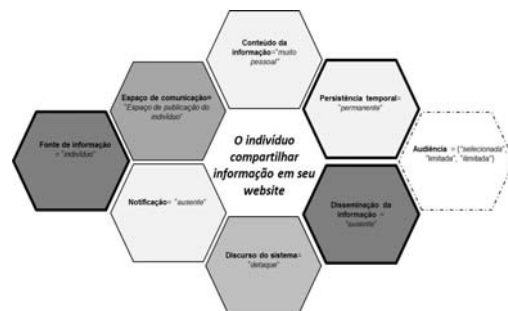 Conteúdo da
informação="muito
pessoal"
Espaço de comunicação=
"Espaço de publicação do
indivíduo"
Persistência temporal=
"permanente"
Fonte de informação
= "indivíduo"
O indivíduo
compartilhar
informação em seu
website
Audiência = {"selecionada",
"limitada", "ilimitada"}
Notificação= "ausente"
Disseminação da
informação =
"ausente"
Discurso do sistema=
"detaque"